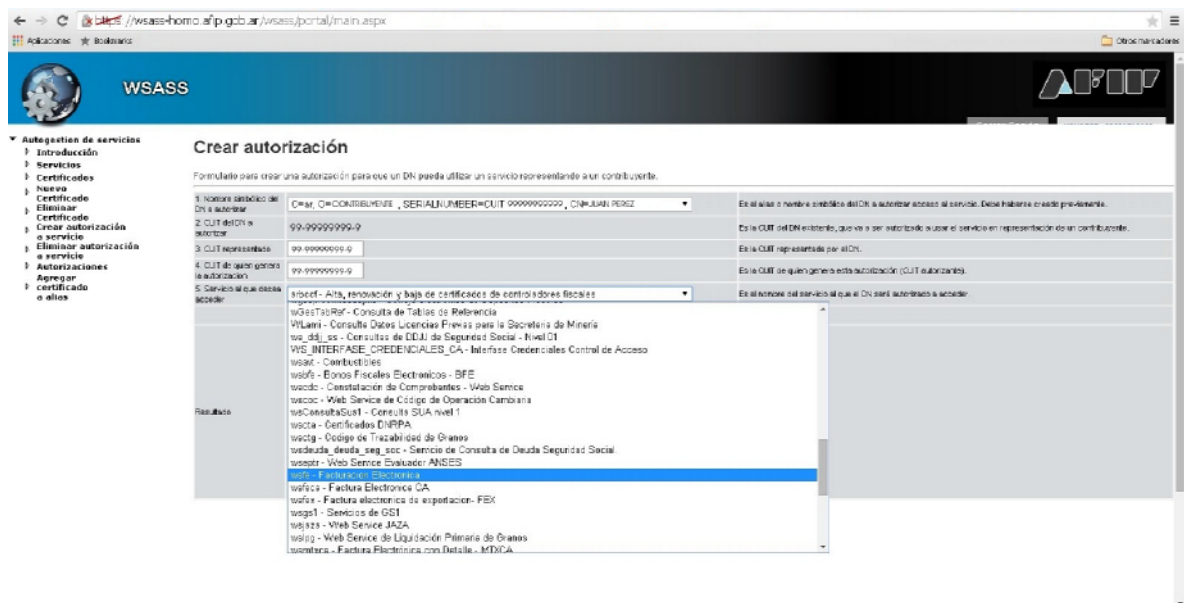 https://wsass-homo.afip.gob.ar/wsass/portal/main.aspx
Aplicaciones Bookmarks Otros marcadores
WSASS
AFIP
Autogestion de servicios
Introducción
Servicios
Certificados
Nuevo
Certificado
Eliminar
Certificado
Crear autorización
a servicio
Eliminar autorización
a servicio
Autorizaciones
Agregar
certificado
a alias
Crear autorización
Formulario para crear una autorización para que un DN pueda utilizar un servicio representando a un contribuyente.
1. Nombre simbólico del
DN a autorizar
C=ar, O=CONTRIBUYENTE , SERIALNUMBER=CUIT 99999999999 , CN=JUAN PEREZ
Es el alias o nombre simbólico del DN a autorizar acceso al servicio. Debe haberse creado previamente.
2. CUIT del DN a
autorizar
99-99999999-9
Es la CUIT del DN existente, que va a ser autorizado a usar el servicio en representación de un contribuyente.
3. CUIT representado
99-99999999-9
Es la CUIT representada por el DN.
4. CUIT de quien genera
la autorización
99-99999999-9
Es la CUIT de quien genera esta autorización (CUIT autorizante).
5. Servicio al que desea
acceder
arbccf - Alta, renovación y baja de certificados de controladores fiscales
Es el nombre del servicio al que el DN será autorizado a acceder.
wGesTabRef - Consulta de Tablas de Referencia
WLami - Consulta Datos Licencias Previas para la Secretaria de Minería
ws_ddjj_ss - Consultas de DDJJ de Seguridad Social - Nivel 01
WS_INTERFASE_CREDENCIALES_CA - Interfase Credenciales Control de Acceso
wsavt - Combustibles
wsbfe - Bonos Fiscales Electronicos - BFE
wscdc - Constatación de Comprobantes - Web Service
wscoc - Web Service de Código de Operación Cambiaria
wsConsultaSua1 - Consulta SUA nivel 1
wscta - Certificados DNRPA
wsctg - Codigo de Trazabilidad de Granos
wsdeuda_deuda_seg_soc - Servicio de Consulta de Deuda Seguridad Social
wseptr - Web Service Evaluador ANSES
wsfe - Facturacion Electronica
wsfeca - Factura Electronica CA
wsfex - Factura electronica de exportacion- FEX
wsgs1 - Servicios de GS1
wsjaza - Web Service JAZA
wslpg - Web Service de Liquidación Primaria de Granos
wsmtxca - Factura Electrónica con Detalle - MTXCA
Resultado